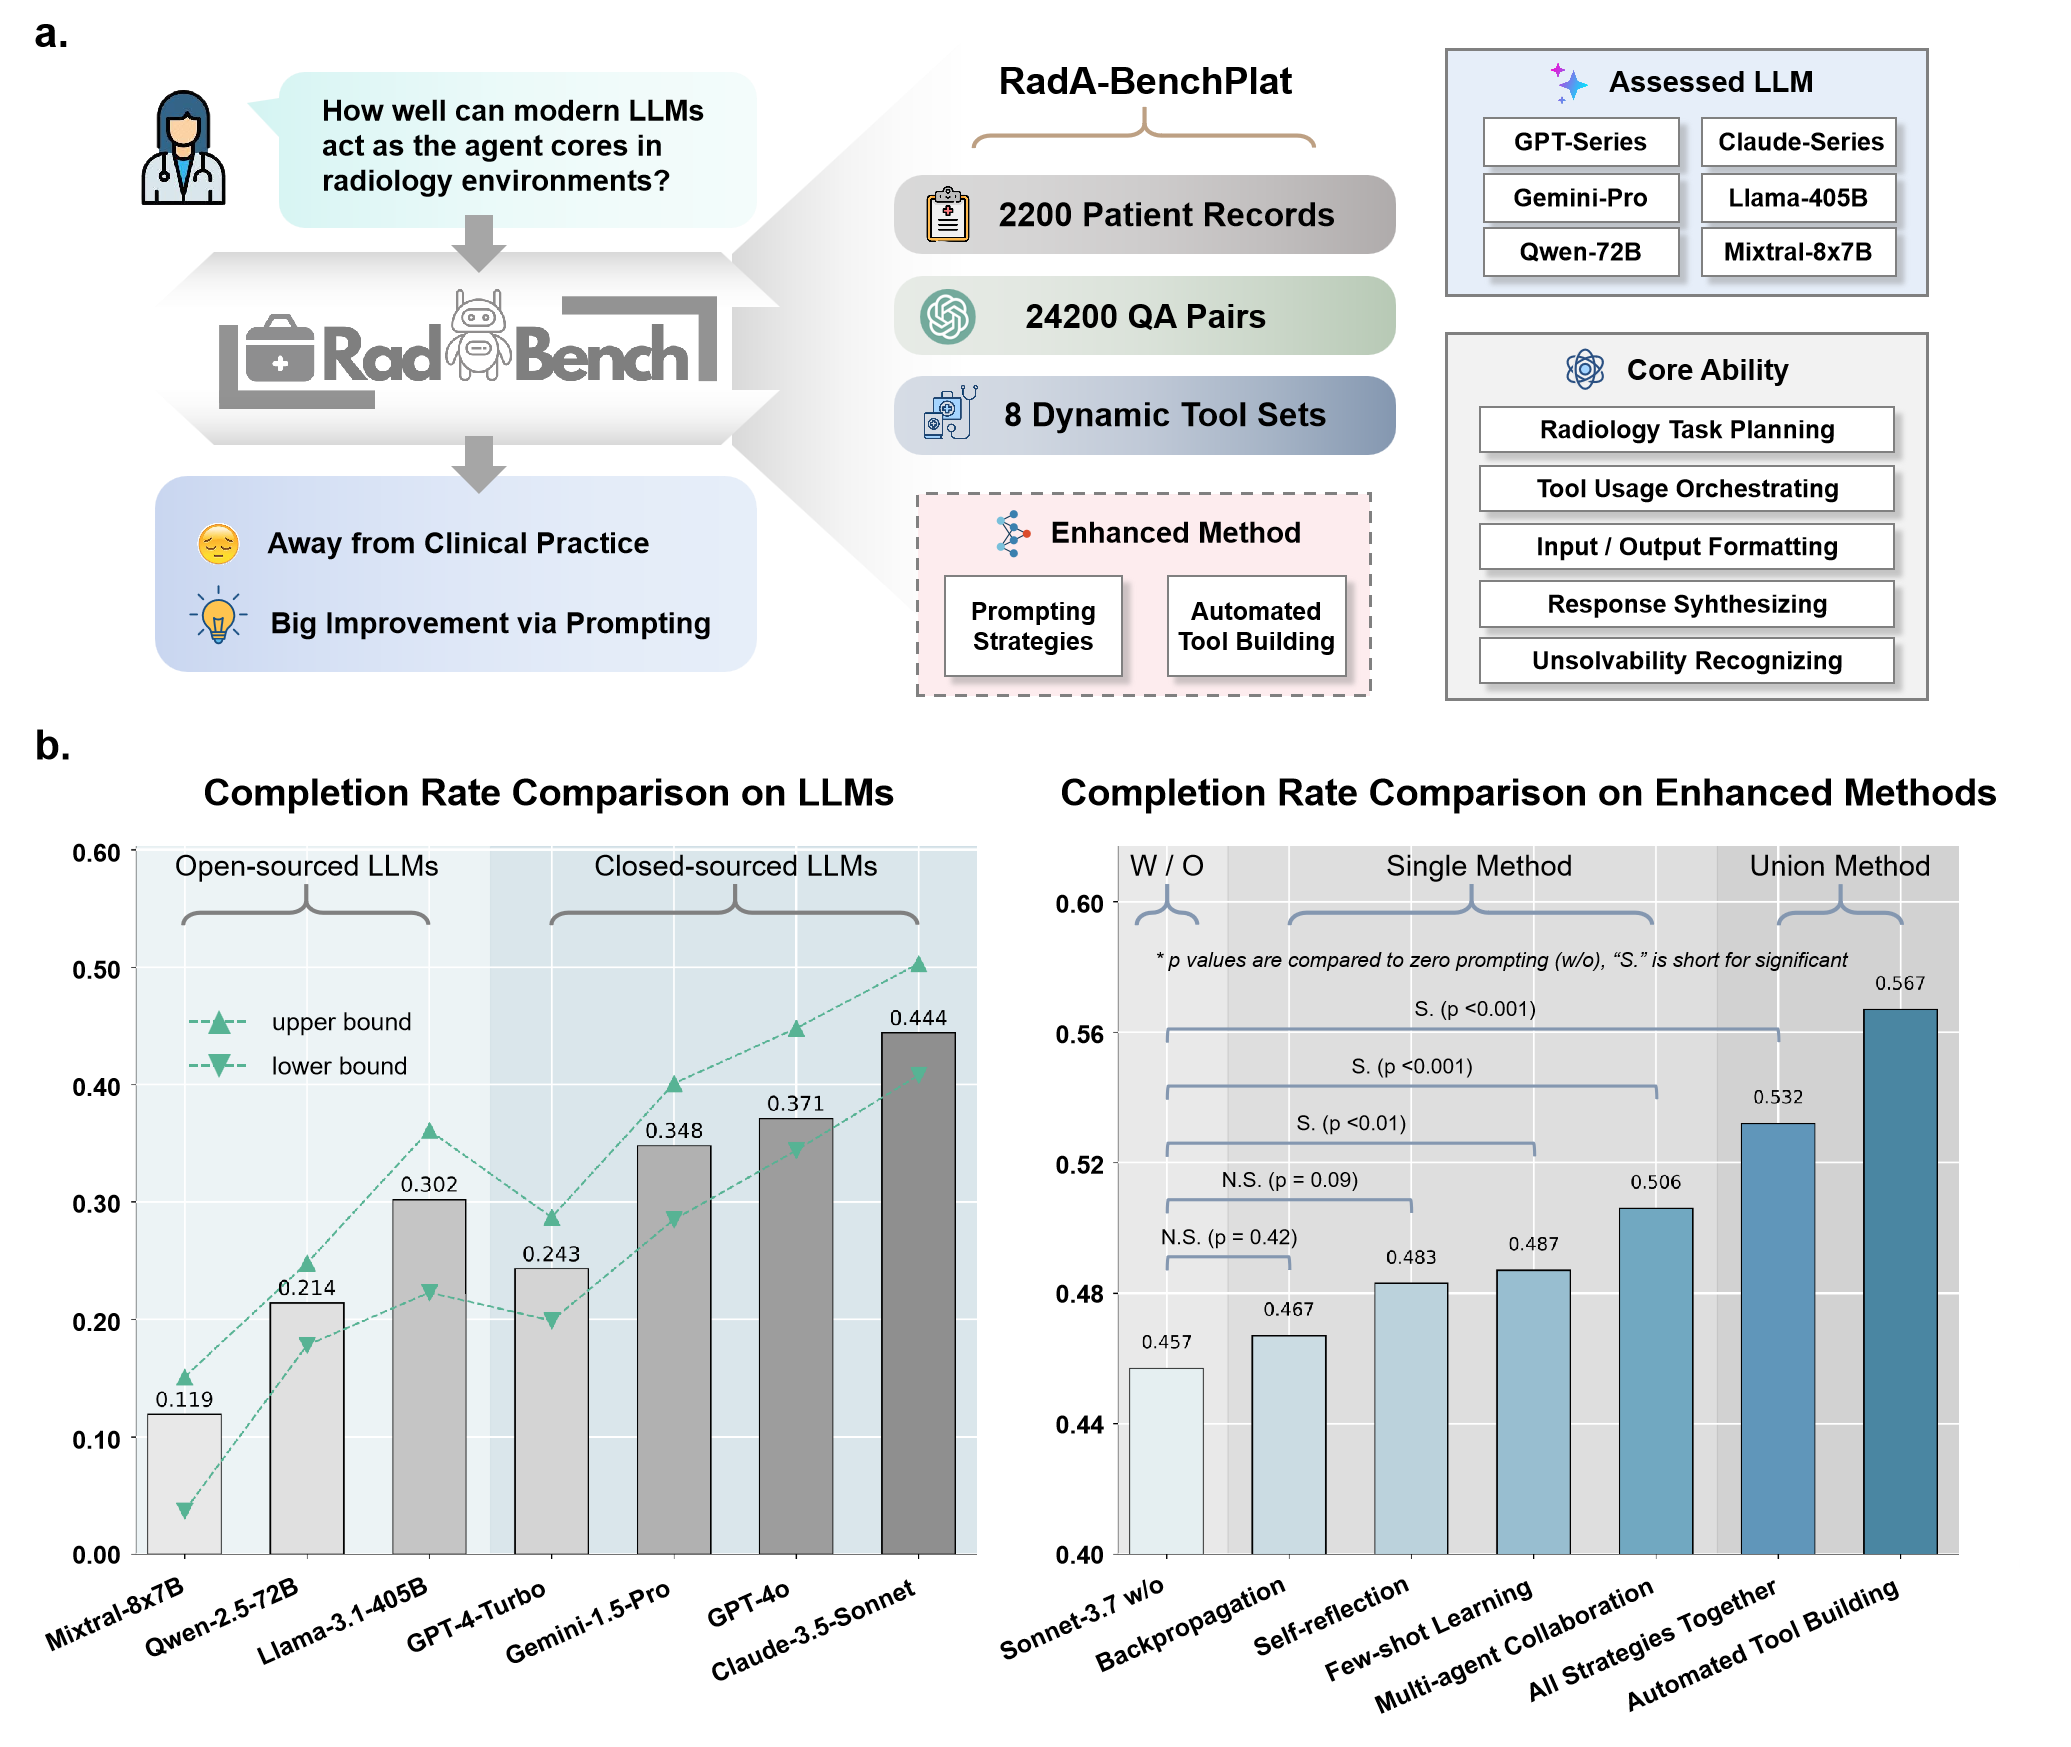 a.
How well can modern LLMs
act as the agent cores in
radiology environments?
Rad Bench
Away from Clinical Practice
Big Improvement via Prompting
RadA-BenchPlat
2200 Patient Records
24200 QA Pairs
8 Dynamic Tool Sets
Enhanced Method
Prompting
Strategies
Automated
Tool Building
Assessed LLM
GPT-Series
Claude-Series
Gemini-Pro
Llama-405B
Qwen-72B
Mixtral-8x7B
Core Ability
Radiology Task Planning
Tool Usage Orchestrating
Input / Output Formatting
Response Syhthesizing
Unsolvability Recognizing
b.
Completion Rate Comparison on LLMs
Open-sourced LLMs
Closed-sourced LLMs
upper bound
lower bound
0.60
0.50
0.40
0.30
0.20
0.10
0.00
0.119
0.214
0.302
0.243
0.348
0.371
0.444
Mixtral-8x7B
Qwen-2.5-72B
Llama-3.1-405B
GPT-4-Turbo
Gemini-1.5-Pro
GPT-4o
Claude-3.5-Sonnet
Completion Rate Comparison on Enhanced Methods
W / O
Single Method
Union Method
* p values are compared to zero prompting (w/o), “S.” is short for significant
S. (p <0.001)
S. (p <0.001)
S. (p <0.01)
N.S. (p = 0.09)
N.S. (p = 0.42)
0.60
0.56
0.52
0.48
0.44
0.40
0.457
0.467
0.483
0.487
0.506
0.532
0.567
Sonnet-3.7 w/o
Backpropagation
Self-reflection
Few-shot Learning
Multi-agent Collaboration
All Strategies Together
Automated Tool Building